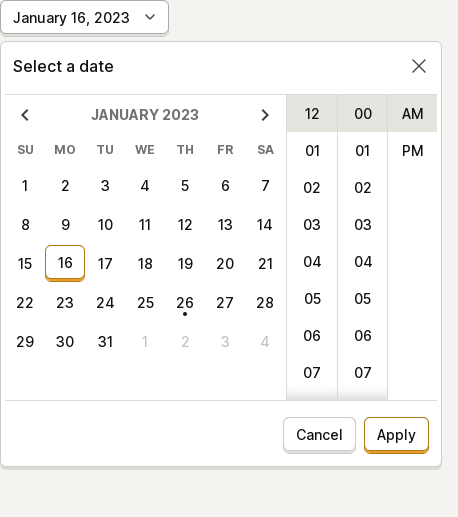 January 16, 2023
Select a date
JANUARY 2023
SU MO TU WE TH FR SA
1 2 3 4 5 6 7
8 9 10 11 12 13 14
15 16 17 18 19 20 21
22 23 24 25 26 27 28
29 30 31 1 2 3 4
12 00 AM
01 01 PM
02 02
03 03
04 04
05 05
06 06
07 07
Cancel Apply